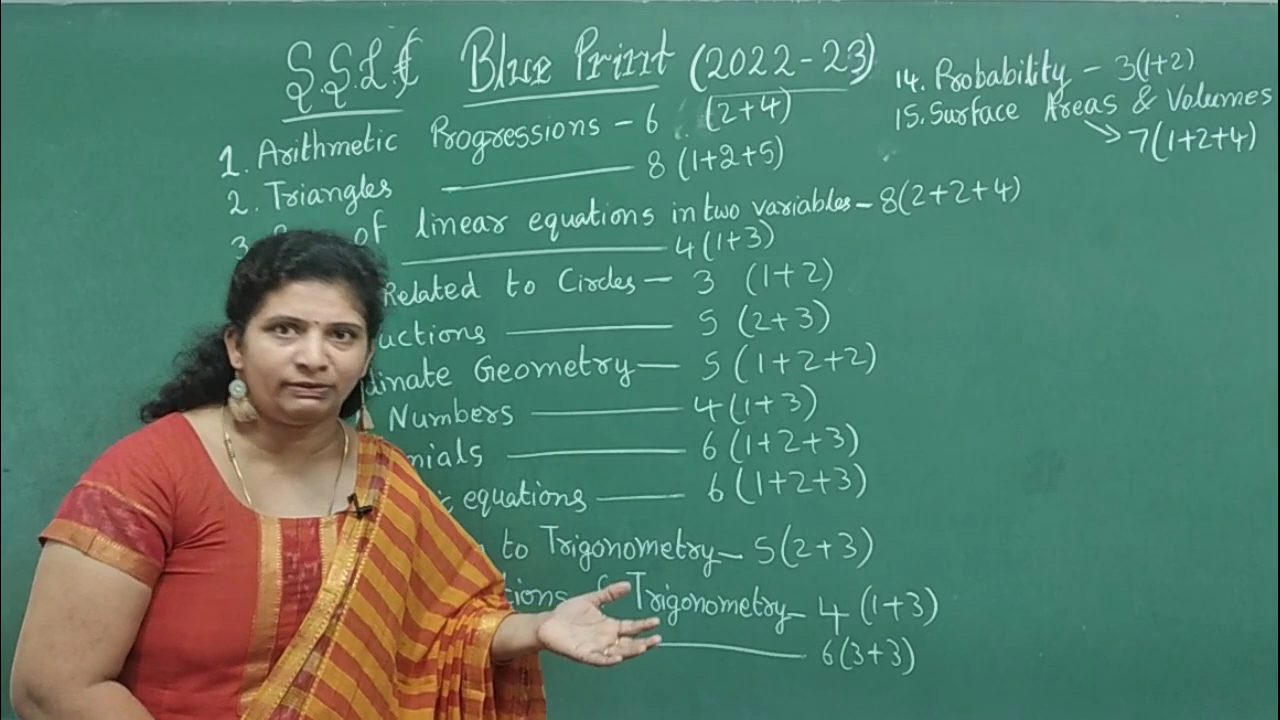 S.S.L.C Blue Print (2022-23)
1. Arithmetic Progressions - 6 (2+4)
2. Triangles — 8 (1+2+5)
3. of linear equations in two variables - 8(2+2+4)
— 4(1+3)
Related to Circles - 3 (1+2)
uctions — 5 (2+3)
dinate Geometry — 5 (1+2+2)
Numbers — 4(1+3)
mials — 6(1+2+3)
c equations — 6(1+2+3)
to Trigonometry - 5(2+3)
tions of Trigonometry - 4 (1+3)
— 6(3+3)
14. Probability - 3(1+2)
15. Surface Areas & Volumes
→ 7(1+2+4)